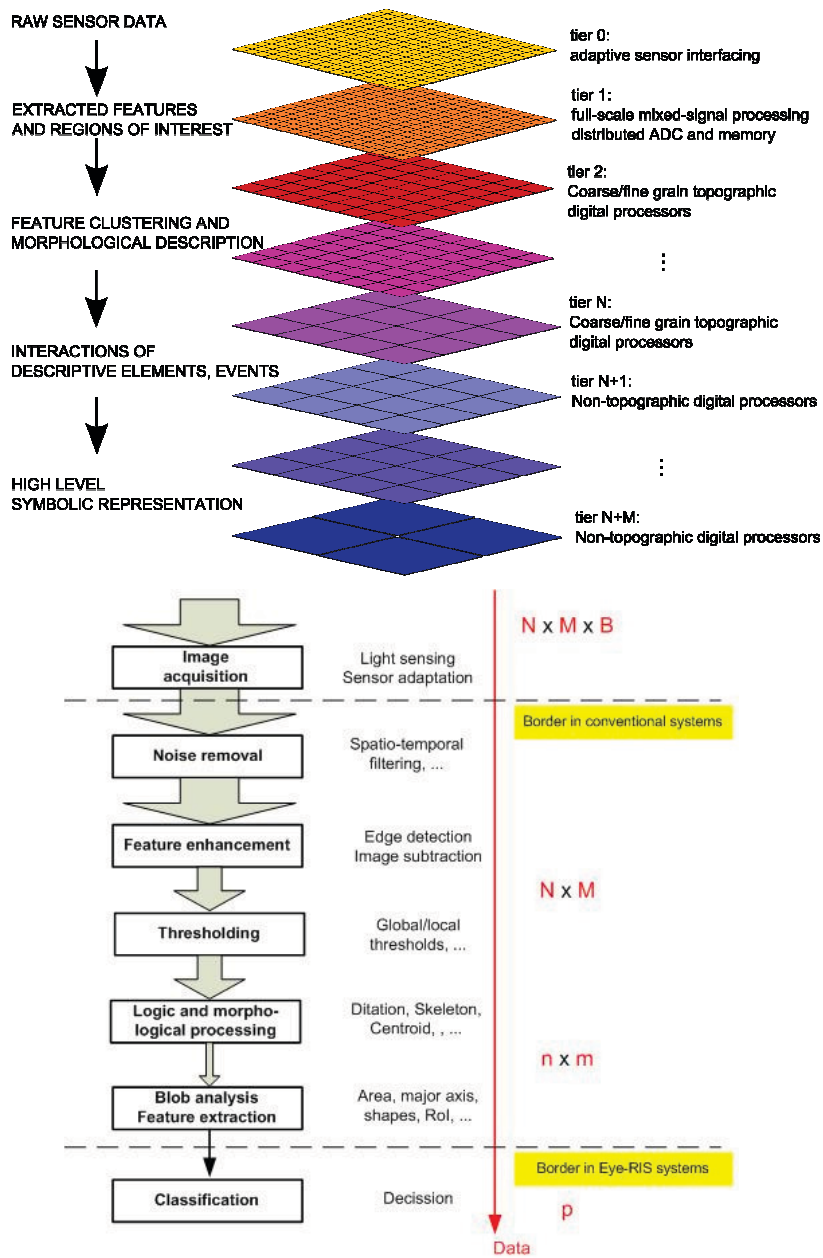 RAW SENSOR DATA
EXTRACTED FEATURES
AND REGIONS OF INTEREST
FEATURE CLUSTERING AND
MORPHOLOGICAL DESCRIPTION
INTERACTIONS OF
DESCRIPTIVE ELEMENTS, EVENTS
HIGH LEVEL
SYMBOLIC REPRESENTATION
tier 0:
adaptive sensor interfacing
tier 1:
full-scale mixed-signal processing
distributed ADC and memory
tier 2:
Coarse/fine grain topographic
digital processors
⋮
tier N:
Coarse/fine grain topographic
digital processors
tier N+1:
Non-topographic digital processors
⋮
tier N+M:
Non-topographic digital processors
N x M x B
Image
acquisition
Light sensing
Sensor adaptation
Border in conventional systems
Noise removal
Spatio-temporal
filtering, ...
Feature enhancement
Edge detection
Image subtraction
N x M
Thresholding
Global/local
thresholds, ...
Logic and morpho-
logical processing
Ditation, Skeleton,
Centroid, , ...
n x m
Blob analysis
Feature extraction
Area, major axis,
shapes, RoI, ...
Border in Eye-RIS systems
Classification
Decission
p
Data